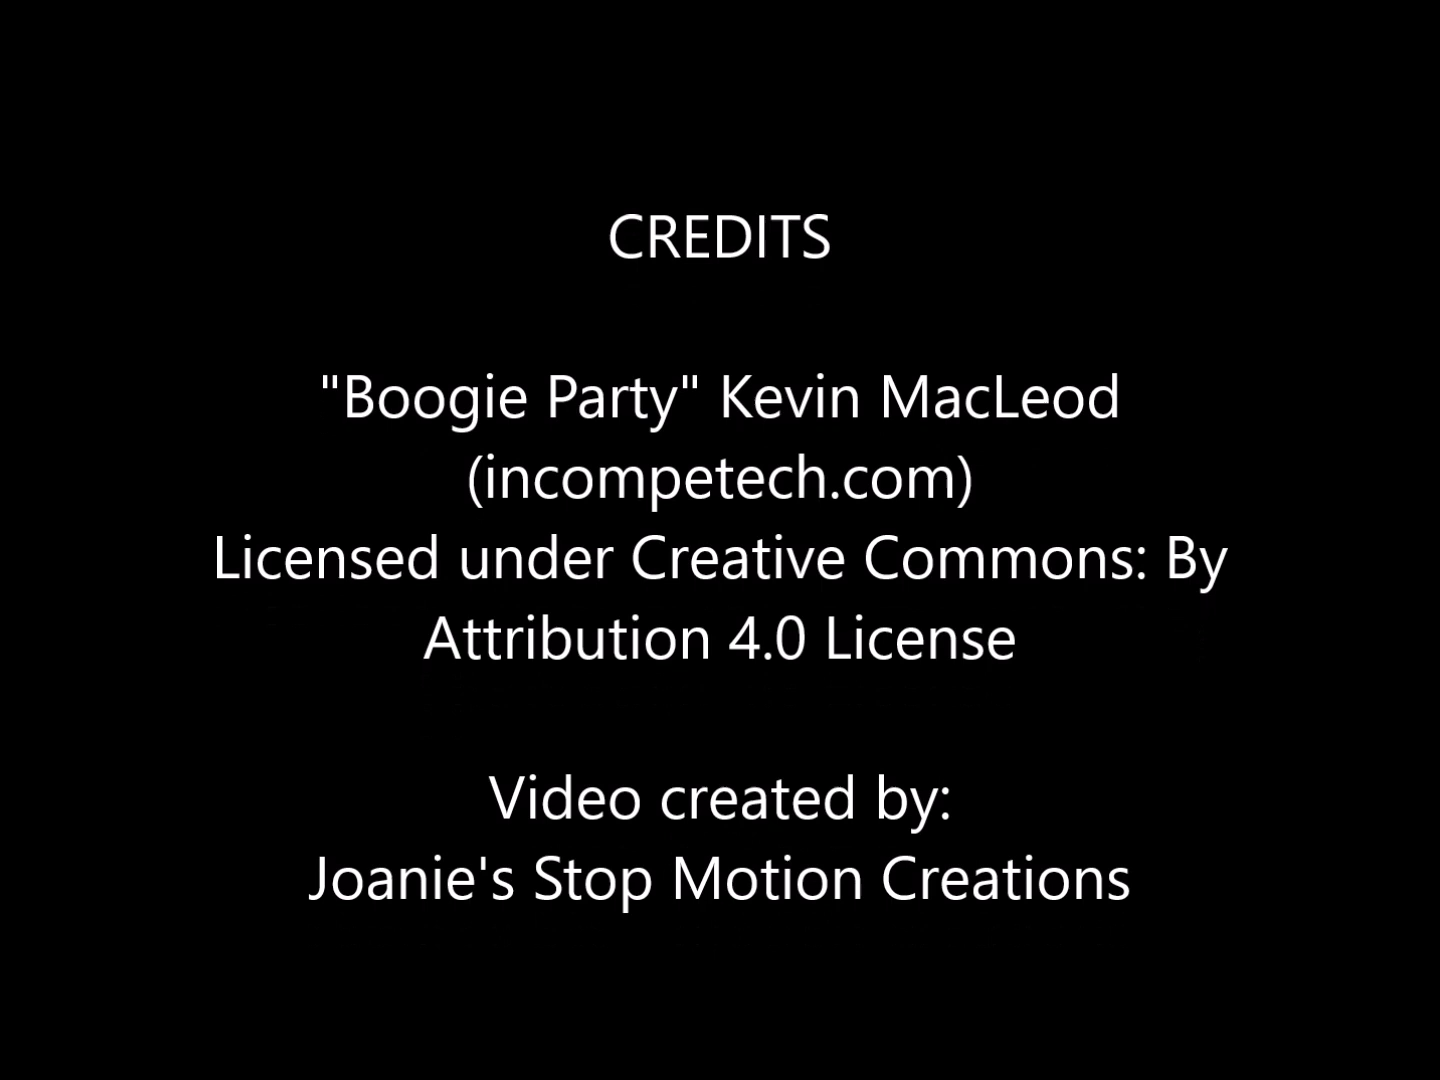 CREDITS
"Boogie Party" Kevin MacLeod
(incompetech.com)
Licensed under Creative Commons: By
Attribution 4.0 License
Video created by:
Joanie's Stop Motion Creations